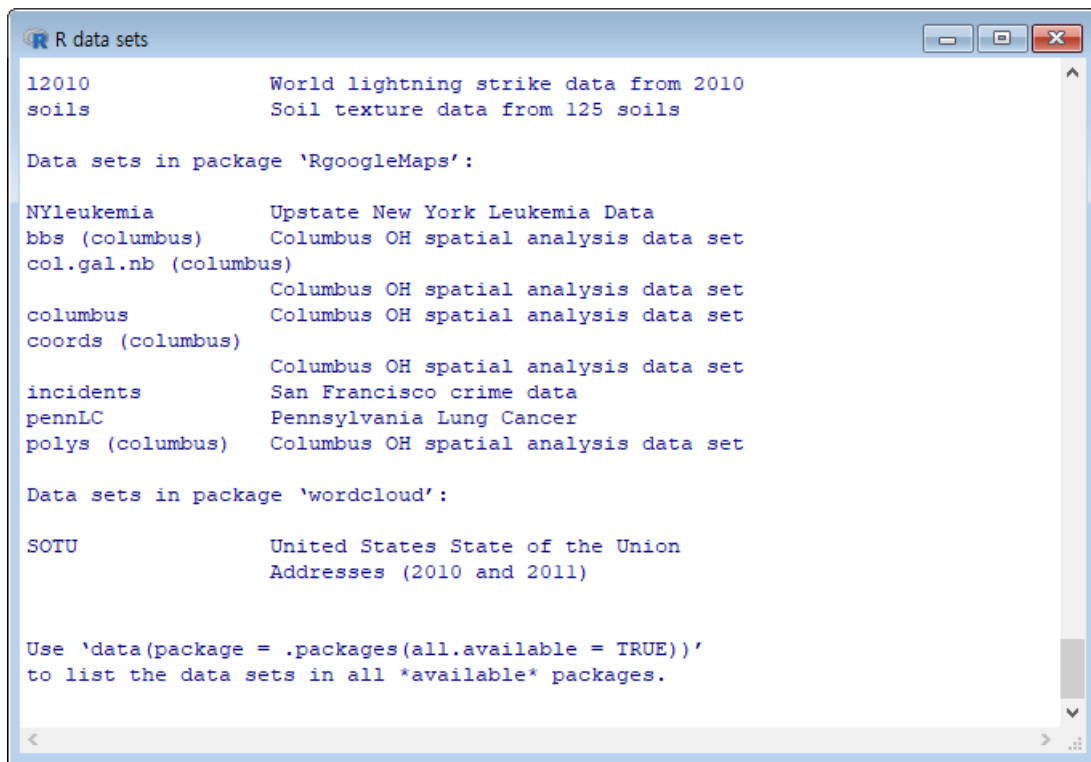 R data sets
l2010 World lightning strike data from 2010
soils Soil texture data from 125 soils
Data sets in package ‘RgoogleMaps’:
NYleukemia Upstate New York Leukemia Data
bbs (columbus) Columbus OH spatial analysis data set
col.gal.nb (columbus)
Columbus OH spatial analysis data set
columbus Columbus OH spatial analysis data set
coords (columbus)
Columbus OH spatial analysis data set
incidents San Francisco crime data
pennLC Pennsylvania Lung Cancer
polys (columbus) Columbus OH spatial analysis data set
Data sets in package ‘wordcloud’:
SOTU United States State of the Union
Addresses (2010 and 2011)
Use ‘data(package = .packages(all.available = TRUE))’
to list the data sets in all *available* packages.